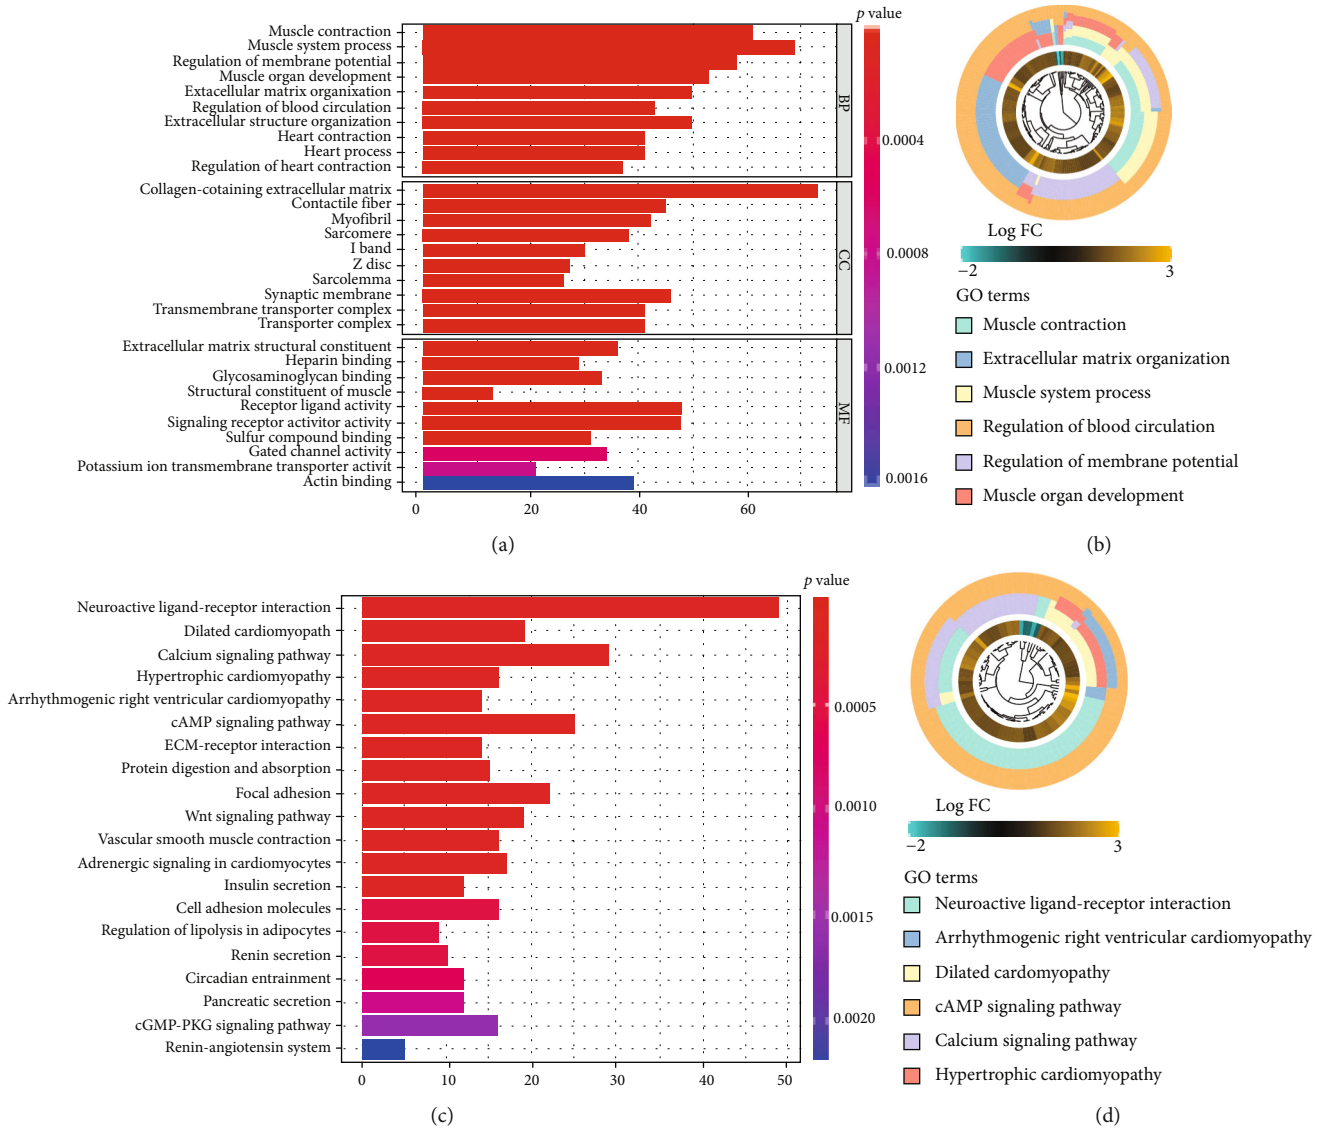 p value
Muscle contraction
Muscle system process
Regulation of membrane potential
Muscle organ development
Extacellular matrix organixation
Regulation of blood circulation
Extracellular structure organization
Heart contraction
Heart process
Regulation of heart contraction
BP
Collagen-cotaining extracellular matrix
Contactile fiber
Myofibril
Sarcomere
I band
Z disc
Sarcolemma
Synaptic membrane
Transmembrane transporter complex
Transporter complex
CC
Extracellular matrix structural constituent
Heparin binding
Glycosaminoglycan binding
Structural constituent of muscle
Receptor ligand activity
Signaling receptor activitor activity
Sulfur compound binding
Gated channel activity
Potassium ion transmembrane transporter activit
Actin binding
MF
0 20 40 60
0.0004
0.0008
0.0012
0.0016
(a)
Log FC
−2 3
GO terms
Muscle contraction
Extracellular matrix organization
Muscle system process
Regulation of blood circulation
Regulation of membrane potential
Muscle organ development
(b)
p value
Neuroactive ligand-receptor interaction
Dilated cardiomyopath
Calcium signaling pathway
Hypertrophic cardiomyopathy
Arrhythmogenic right ventricular cardiomyopathy
cAMP signaling pathway
ECM-receptor interaction
Protein digestion and absorption
Focal adhesion
Wnt signaling pathway
Vascular smooth muscle contraction
Adrenergic signaling in cardiomyocytes
Insulin secretion
Cell adhesion molecules
Regulation of lipolysis in adipocytes
Renin secretion
Circadian entrainment
Pancreatic secretion
cGMP-PKG signaling pathway
Renin-angiotensin system
0 10 20 30 40 50
0.0005
0.0010
0.0015
0.0020
(c)
Log FC
−2 3
GO terms
Neuroactive ligand-receptor interaction
Arrhythmogenic right ventricular cardiomyopathy
Dilated cardomyopathy
cAMP signaling pathway
Calcium signaling pathway
Hypertrophic cardiomyopathy
(d)